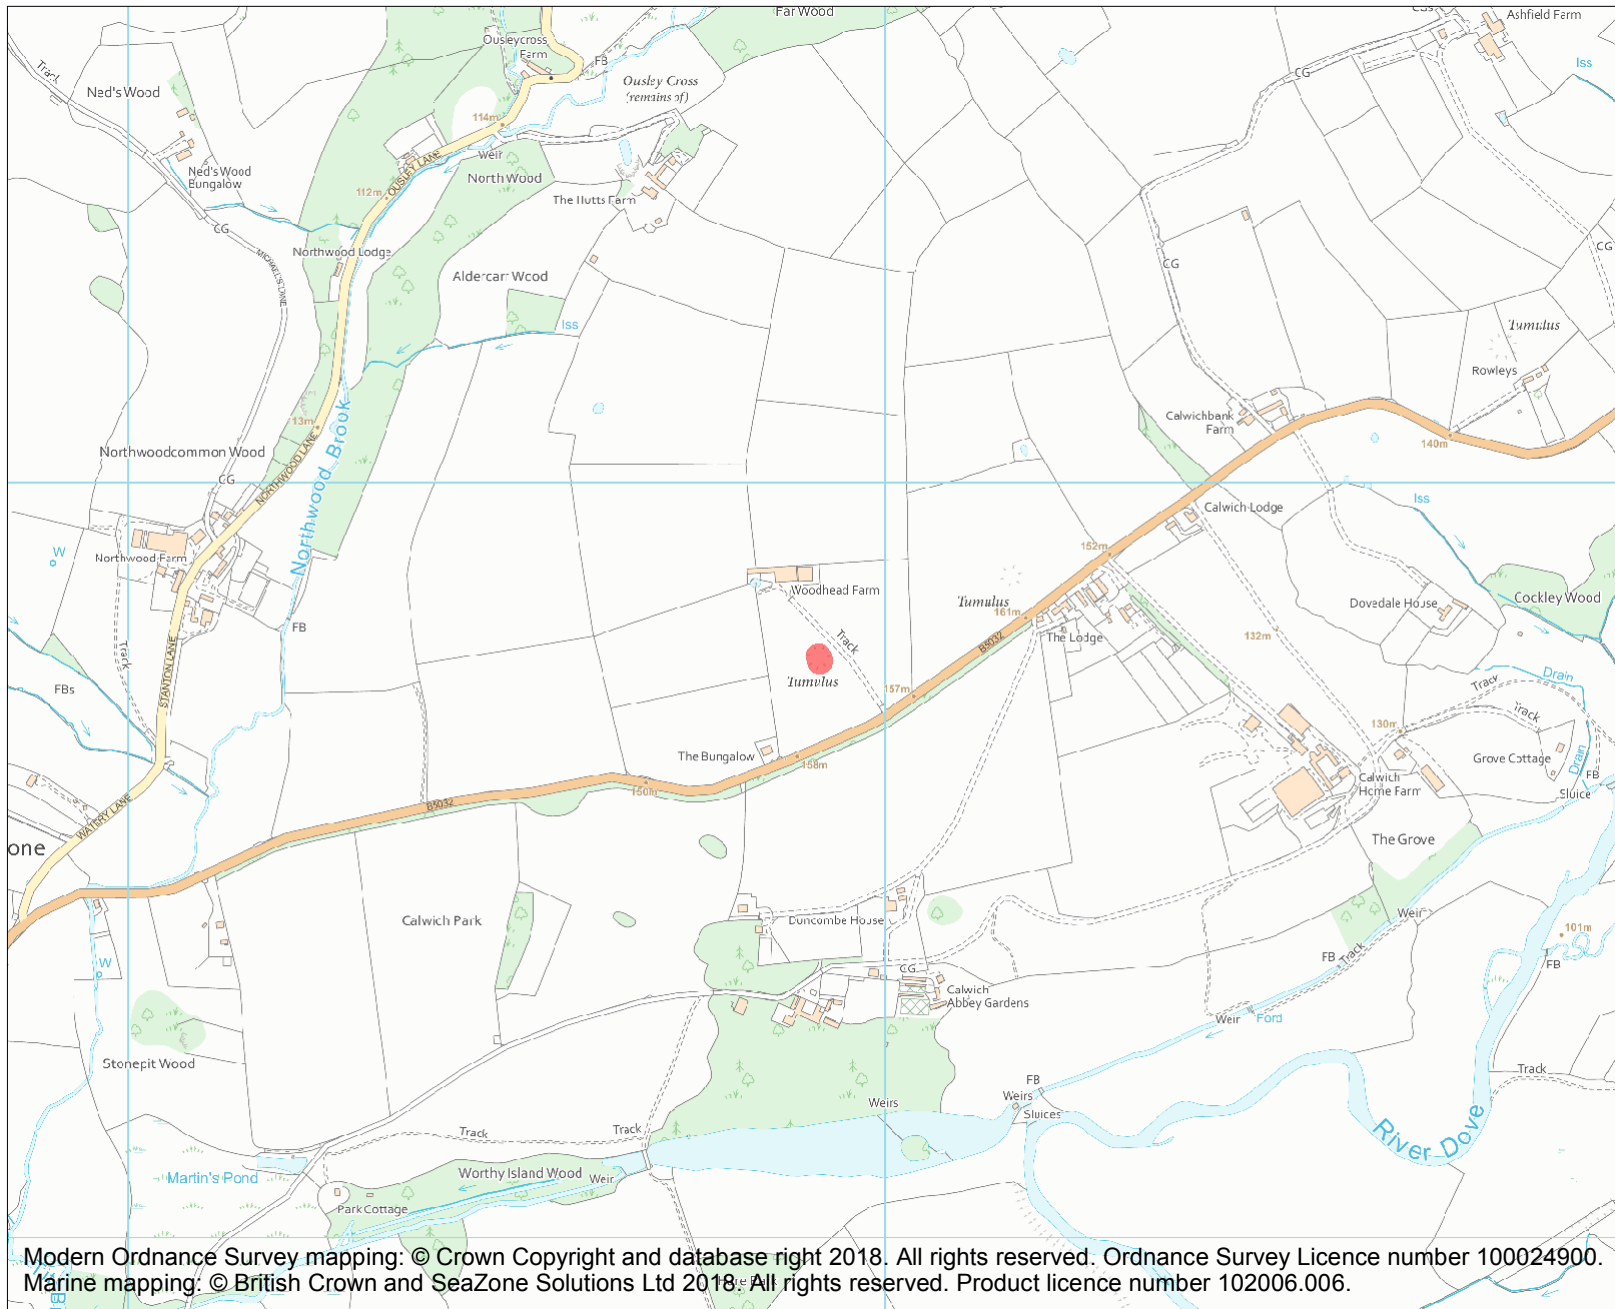 Far Wood
CGs
Ashfield Farm
Ousleycross
Farm
FB
Track
Ousley Cross
(remains of)
CG
Iss
Ned's Wood
114m
Weir
OUSLEY LANE
Ned's Wood
Bungalow
North Wood
112m
The Hutts Farm
CG
CG
Northwood Lodge
MICHAEL'S LANE
CG
Aldercarr Wood
Iss
Tumulus
Rowleys
Calwichbank
Farm
140m
Northwood Brook
Northwoodcommon Wood
CG
NORTHWOOD LANE
Iss
Calwich Lodge
W
Northwood Farm
152m
Woodhead Farm
Tumulus
161m
Dovedale House
Cockley Wood
FB
Track
Track
B5032
The Lodge
132m
STANTON LANE
FBs
Tumulus
157m
Drain
Track
Track
130m
The Bungalow
158m
Grove Cottage
Drain
FB
Sluice
Calwich
Home Farm
150m
B5032
WATERY LANE
one
The Grove
Calwich Park
Duncombe House
Weir
101m
W
FB
Track
FB
CG
Calwich
Abbey Gardens
Weir
Ford
Stonepit Wood
FB
Weirs
Sluices
Weirs
Track
River Dove
Track
Track
Martin's Pond
Worthy Island Wood
Weir
Park Cottage
Modern Ordnance Survey mapping: © Crown Copyright and database right 2018. All rights reserved. Ordnance Survey Licence number 100024900.
Marine mapping: © British Crown and SeaZone Solutions Ltd 2018. All rights reserved. Product licence number 102006.006.